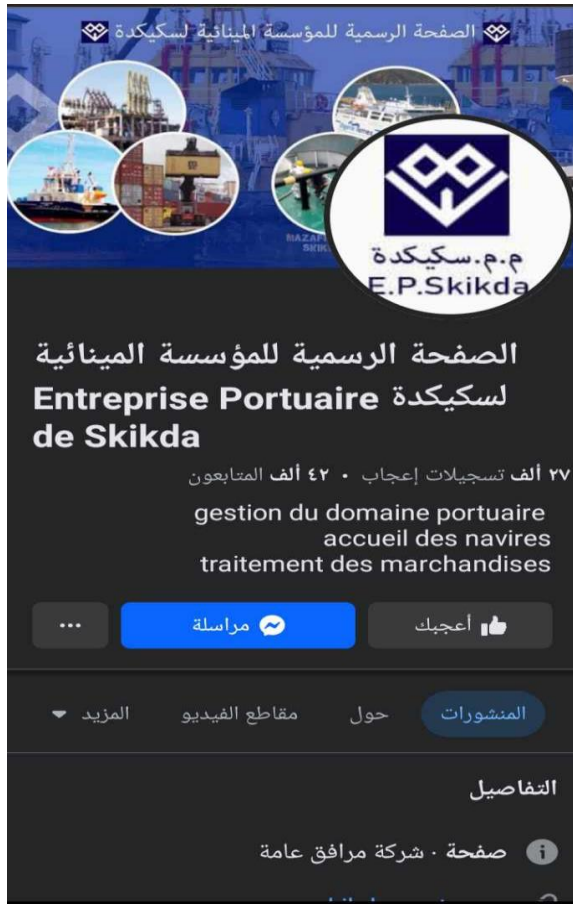 الصفحة الرسمية للمؤسسة المينائية لسكيكدة
م.م.سكيكدة
E.P.Skikda
الصفحة الرسمية للمؤسسة المينائية
لسكيكدة Entreprise Portuaire
de Skikda
٢٧ ألف تسجيلات إعجاب • ٤٢ ألف المتابعون
gestion du domaine portuaire
accueil des navires
traitement des marchandises
أعجبك
مراسلة
المنشورات
حول
مقاطع الفيديو
المزيد
التفاصيل
صفحة · شركة مرافق عامة